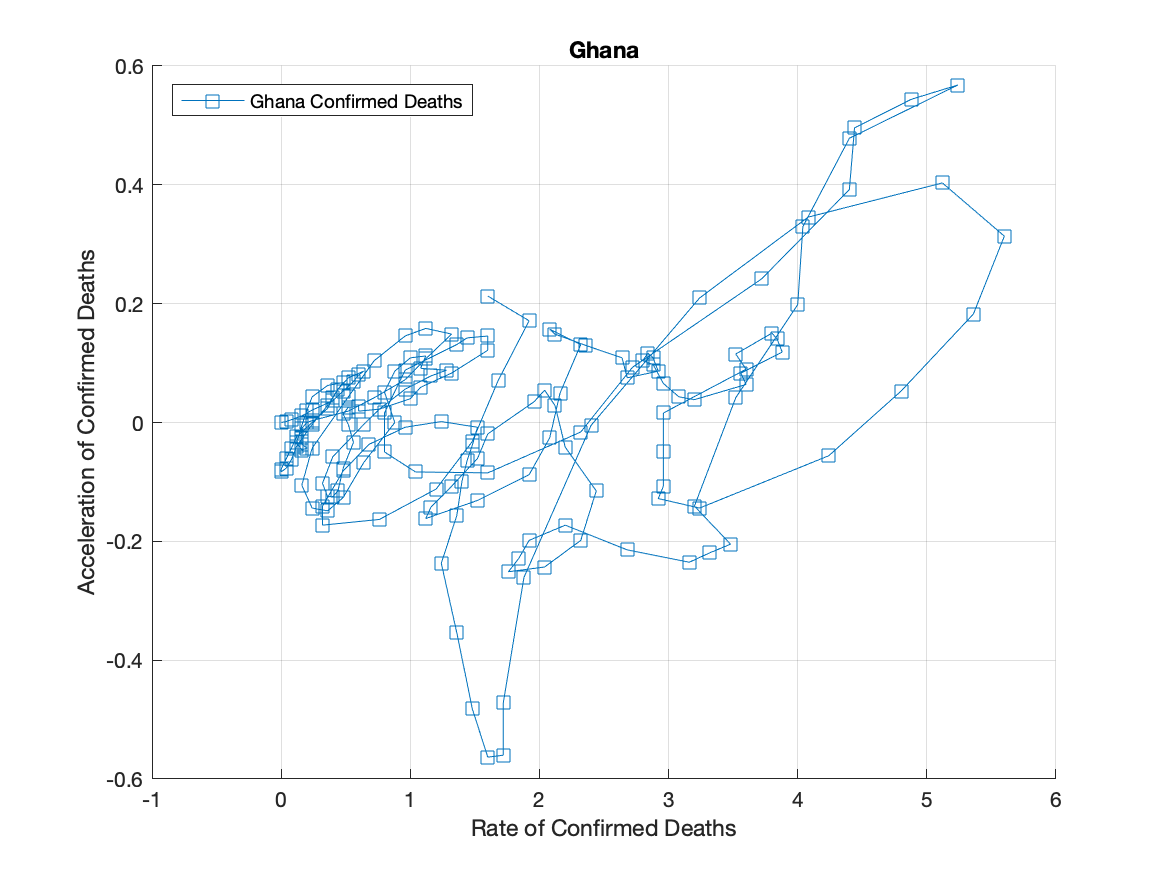 Ghana
Ghana Confirmed Deaths
0.6
0.4
0.2
0
-0.2
-0.4
-0.6
Acceleration of Confirmed Deaths
-1 0 1 2 3 4 5 6
Rate of Confirmed Deaths